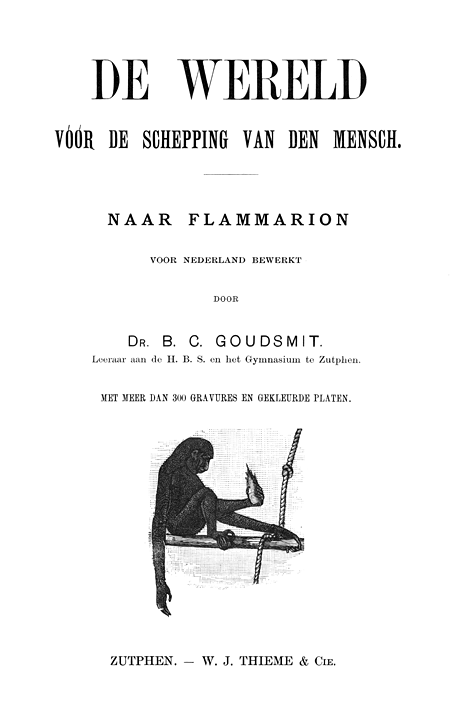 DE WERELD
VÓÓR DE SCHEPPING VAN DEN MENSCH.
NAAR FLAMMARION
VOOR NEDERLAND BEWERKT
DOOR
DR. B. C. GOUDSMIT.
Leeraar aan de H. B. S. en het Gymnasium te Zutphen.
MET MEER DAN 300 GRAVURES EN GEKLEURDE PLATEN.
ZUTPHEN. — W. J. THIEME & CIE.